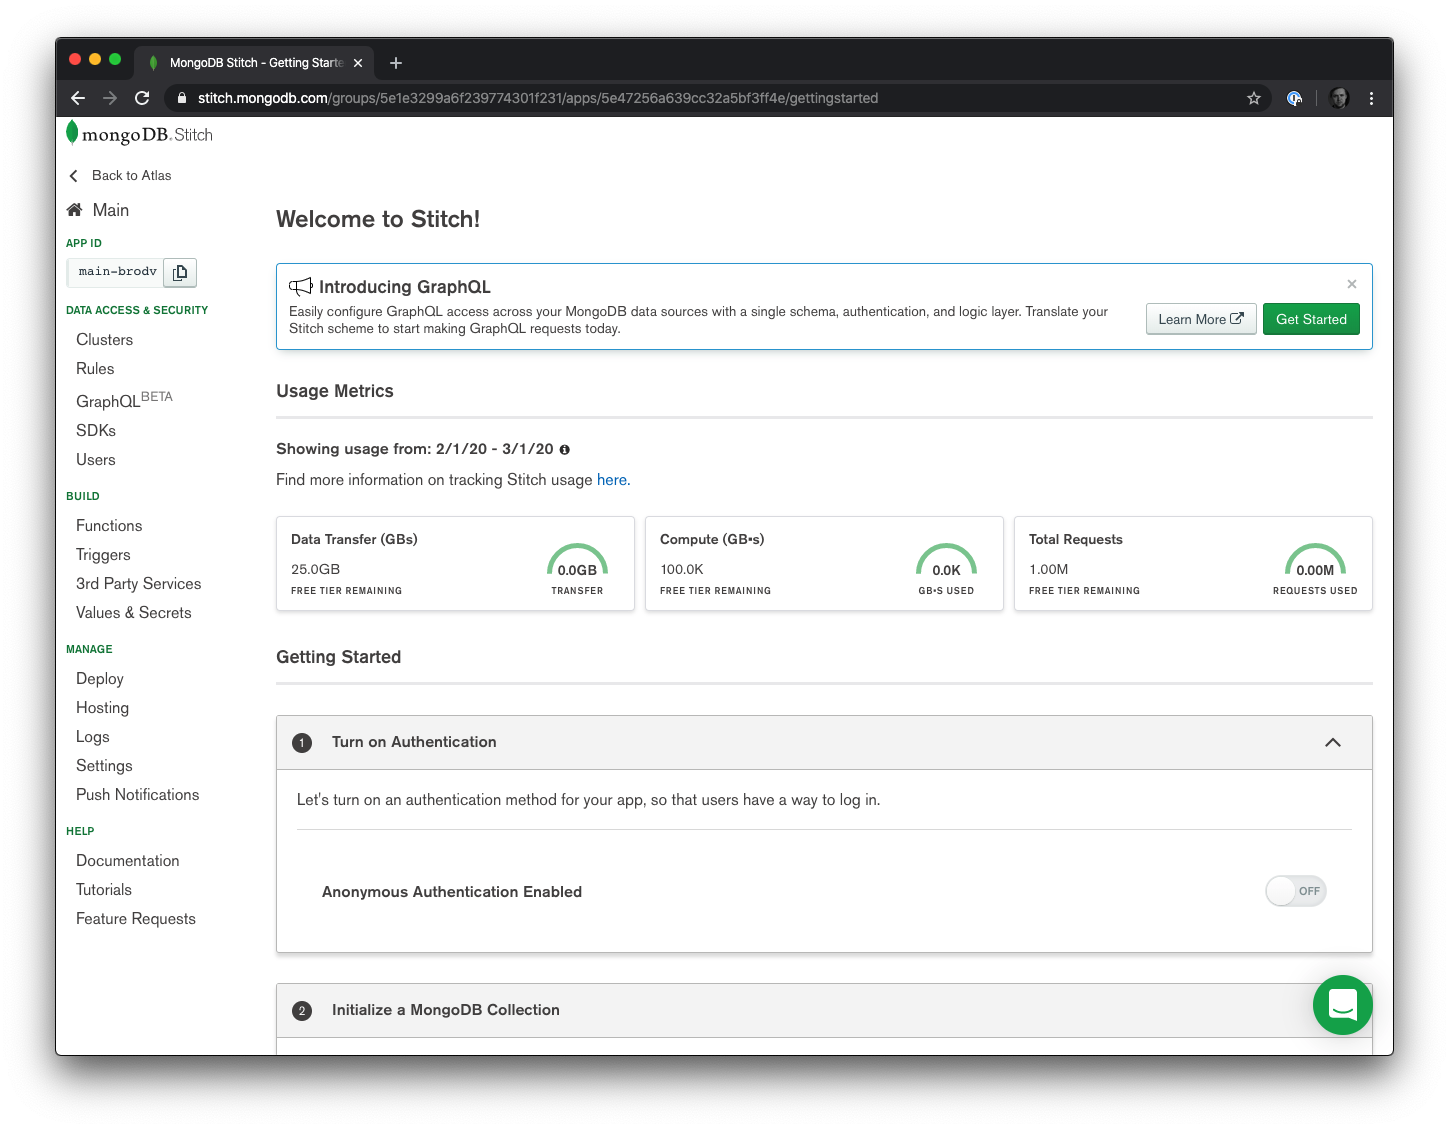 MongoDB Stitch - Getting Starte
stitch.mongodb.com/groups/5e1e3299a6f239774301f231/apps/5e47256a639cc32a5bf3ff4e/gettingstarted
mongoDB. Stitch
Back to Atlas
Main
APP ID
main-brodv
DATA ACCESS & SECURITY
Clusters
Rules
GraphQL BETA
SDKs
Users
BUILD
Functions
Triggers
3rd Party Services
Values & Secrets
MANAGE
Deploy
Hosting
Logs
Settings
Push Notifications
HELP
Documentation
Tutorials
Feature Requests
Welcome to Stitch!
Introducing GraphQL
Easily configure GraphQL access across your MongoDB data sources with a single schema, authentication, and logic layer. Translate your
Stitch scheme to start making GraphQL requests today.
Learn More
Get Started
Usage Metrics
Showing usage from: 2/1/20 - 3/1/20
Find more information on tracking Stitch usage here.
Data Transfer (GBs)
25.0GB
FREE TIER REMAINING
0.0GB
TRANSFER
Compute (GB•s)
100.0K
FREE TIER REMAINING
0.0K
GB•S USED
Total Requests
1.00M
FREE TIER REMAINING
0.00M
REQUESTS USED
Getting Started
1 Turn on Authentication
Let's turn on an authentication method for your app, so that users have a way to log in.
Anonymous Authentication Enabled
OFF
2 Initialize a MongoDB Collection